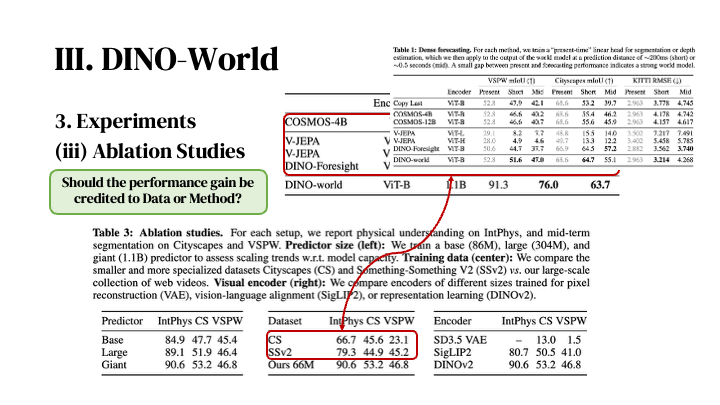 III. DINO-World
3. Experiments
(iii) Ablation Studies
Should the performance gain be
credited to Data or Method?
Table 1: Dense forecasting. For each method, we train a "present-time" linear head for segmentation or depth
estimation, which we then apply to the output of the world model at a prediction distance of ~200ms (short) or
~0.5 seconds (mid). A small gap between present and forecasting performance indicates a strong world model.
VSPW mIoU (↑) Cityscapes mIoU (↑) KITTI RMSE (↓)
Encoder Present Short Mid Present Short Mid Present Short Mid
Copy Last ViT-B 52.8 47.9 42.1 68.6 53.2 39.7 2.963 3.778 4.745
COSMOS-4B ViT-B 52.8 46.6 40.2 68.6 55.4 46.2 2.963 4.178 4.742
COSMOS-12B ViT-B 52.8 46.6 40.7 68.6 55.6 45.9 2.963 4.157 4.617
V-JEPA ViT-L 29.1 8.2 7.7 48.8 15.5 14.0 3.502 7.217 7.491
V-JEPA ViT-H 28.0 4.9 4.6 49.7 13.3 12.2 3.402 5.458 5.785
DINO-Foresight ViT-B 50.6 44.7 37.7 66.9 64.5 57.2 2.882 3.562 3.740
DINO-world ViT-B 52.8 51.6 47.0 68.6 64.7 55.1 2.963 3.214 4.268
Enc
COSMOS-4B
V-JEPA V
V-JEPA V
DINO-Foresight V
DINO-world ViT-B 1.1B 91.3 76.0 63.7
Table 3: Ablation studies. For each setup, we report physical understanding on IntPhys, and mid-term
segmentation on Cityscapes and VSPW. Predictor size (left): We train a base (86M), large (304M), and
giant (1.1B) predictor to assess scaling trends w.r.t. model capacity. Training data (center): We compare the
smaller and more specialized datasets Cityscapes (CS) and Something-Something V2 (SSv2) vs. our large-scale
collection of web videos. Visual encoder (right): We compare encoders of different sizes trained for pixel
reconstruction (VAE), vision-language alignment (SigLIP2), or representation learning (DINOv2).
Predictor IntPhys CS VSPW
Base 84.9 47.7 45.4
Large 89.1 51.9 46.4
Giant 90.6 53.2 46.8
Dataset IntPhys CS VSPW
CS 66.7 45.6 23.1
SSv2 79.3 44.9 45.2
Ours 66M 90.6 53.2 46.8
Encoder IntPhys CS VSPW
SD3.5 VAE – 13.0 1.5
SigLIP2 80.7 50.5 41.0
DINOv2 90.6 53.2 46.8